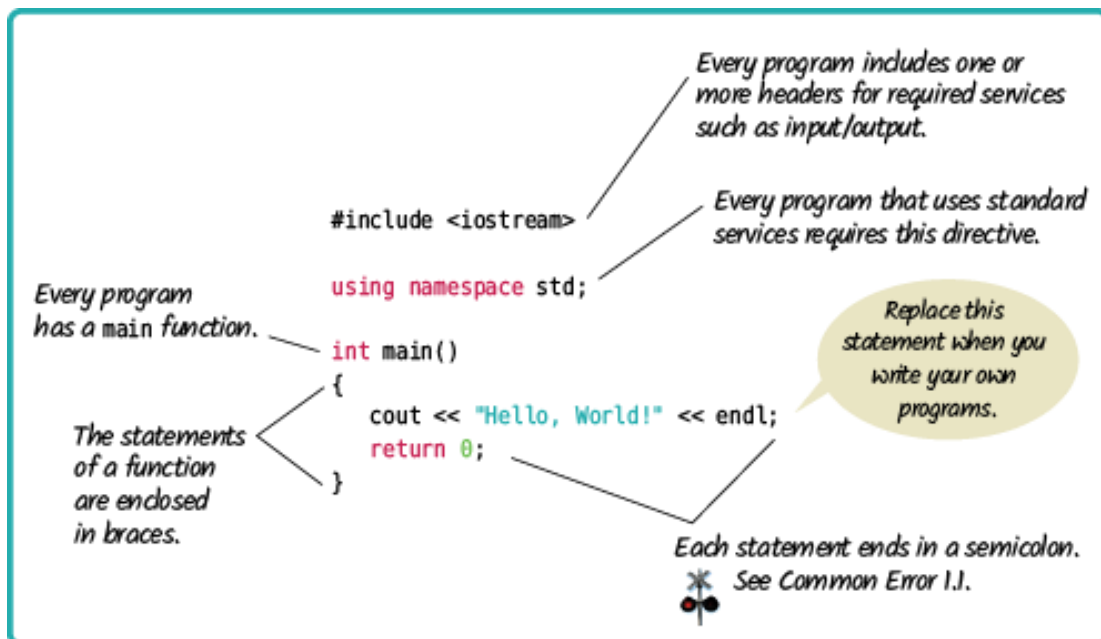 Every program includes one or
more headers for required services
such as input/output.
#include <iostream>
Every program that uses standard
services requires this directive.
using namespace std;
Every program
has a main function.
int main()
{
cout << "Hello, World!" << endl;
return 0;
}
Replace this
statement when you
write your own
programs.
The statements
of a function
are enclosed
in braces.
Each statement ends in a semicolon.
See Common Error 1.1.